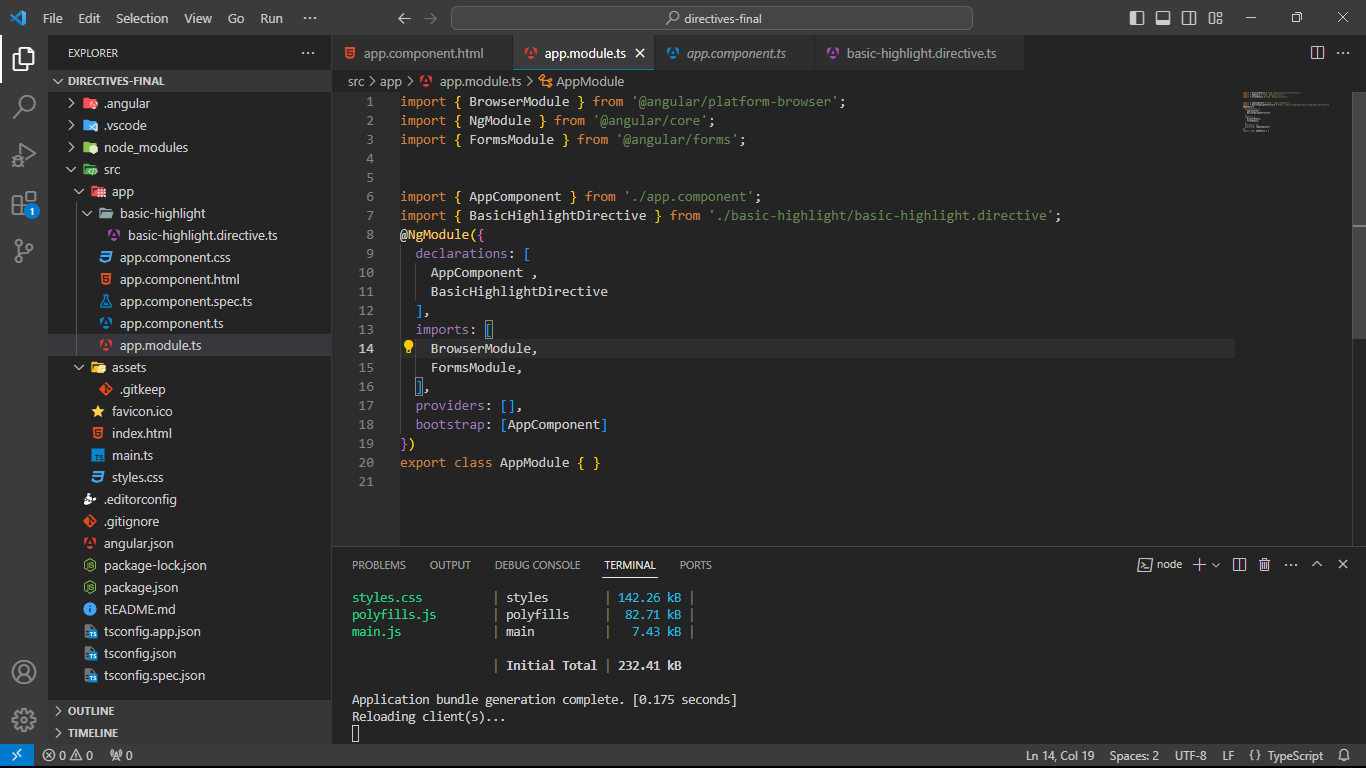 File Edit Selection View Go Run ··· directives-final
EXPLORER ···
DIRECTIVES-FINAL
.angular
.vscode
node_modules
src
app
basic-highlight
basic-highlight.directive.ts
app.component.css
app.component.html
app.component.spec.ts
app.component.ts
app.module.ts
assets
.gitkeep
favicon.ico
index.html
main.ts
styles.css
.editorconfig
.gitignore
angular.json
package-lock.json
package.json
README.md
tsconfig.app.json
tsconfig.json
tsconfig.spec.json
OUTLINE
TIMELINE
1
app.component.html app.module.ts app.component.ts basic-highlight.directive.ts
src > app > app.module.ts > AppModule
1 import { BrowserModule } from '@angular/platform-browser';
2 import { NgModule } from '@angular/core';
3 import { FormsModule } from '@angular/forms';
4
5
6 import { AppComponent } from './app.component';
7 import { BasicHighlightDirective } from './basic-highlight/basic-highlight.directive';
8 @NgModule({
9 declarations: [
10 AppComponent ,
11 BasicHighlightDirective
12 ],
13 imports: [
14 BrowserModule,
15 FormsModule,
16 ],
17 providers: [],
18 bootstrap: [AppComponent]
19 })
20 export class AppModule { }
21
PROBLEMS OUTPUT DEBUG CONSOLE TERMINAL PORTS node
styles.css | styles | 142.26 kB |
polyfills.js | polyfills | 82.71 kB |
main.js | main | 7.43 kB |
| Initial Total | 232.41 kB
Application bundle generation complete. [0.175 seconds]
Reloading client(s)...
0 0 0 Ln 14, Col 19 Spaces: 2 UTF-8 LF {} TypeScript